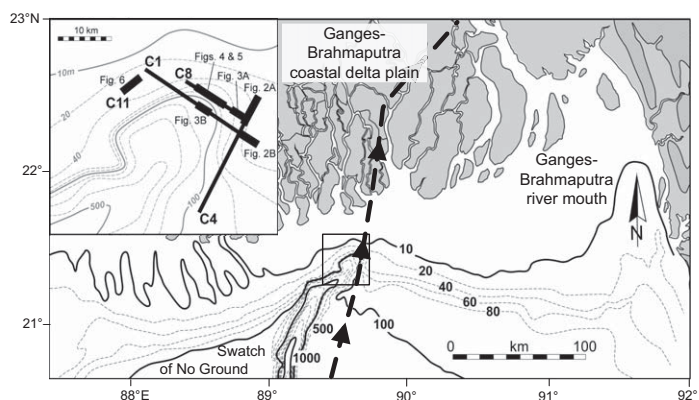 23°N
22°
21°
88°E
89°
90°
91°
92°
Ganges-
Brahmaputra
coastal delta plain
Ganges-
Brahmaputra
river mouth
N
10
20
40
60
80
100
500
1000
Swatch
of No Ground
0 km 100
10 km
10m
C1
C8
Figs. 4 & 5
Fig. 3A
Fig. 2A
Fig. 6
C11
20
Fig. 3B
Fig. 2B
40
100
500
C4